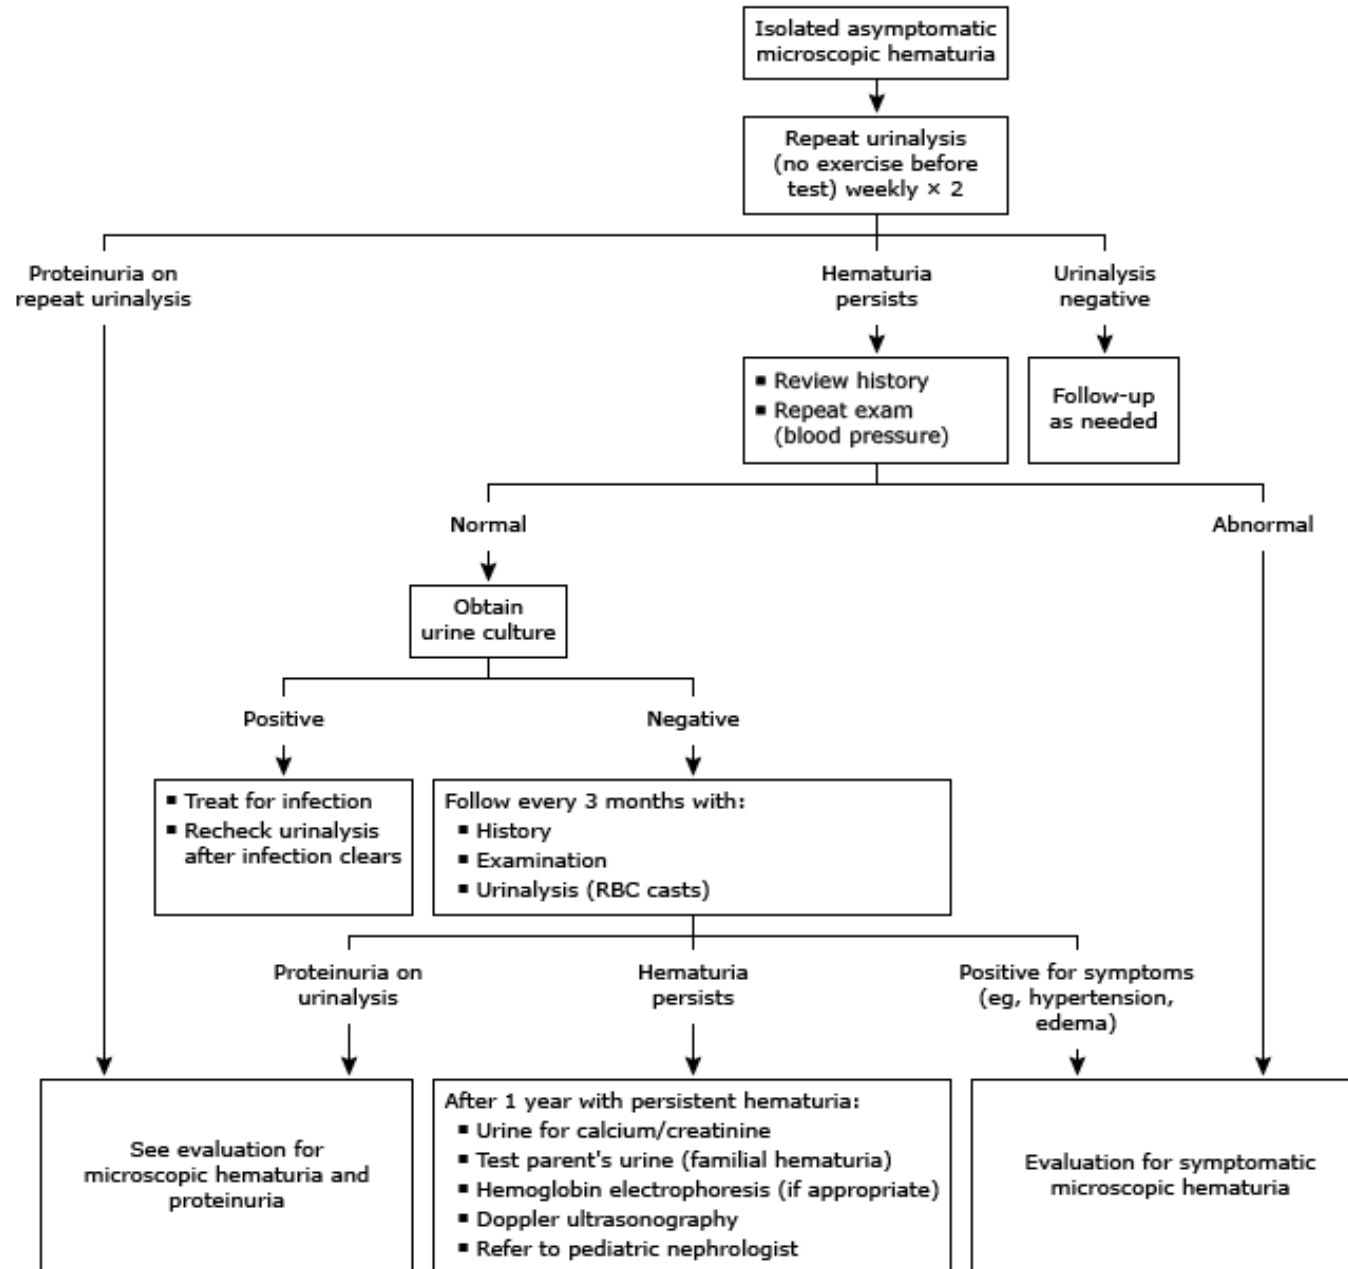 Isolated asymptomatic
microscopic hematuria
Repeat urinalysis
(no exercise before
test) weekly × 2
Proteinuria on
repeat urinalysis
Hematuria
persists
Urinalysis
negative
▪ Review history
▪ Repeat exam
(blood pressure)
Follow-up
as needed
Normal
Abnormal
Obtain
urine culture
Positive
Negative
▪ Treat for infection
▪ Recheck urinalysis
after infection clears
Follow every 3 months with:
▪ History
▪ Examination
▪ Urinalysis (RBC casts)
Proteinuria on
urinalysis
Hematuria
persists
Positive for symptoms
(eg, hypertension,
edema)
See evaluation for
microscopic hematuria and
proteinuria
After 1 year with persistent hematuria:
▪ Urine for calcium/creatinine
▪ Test parent's urine (familial hematuria)
▪ Hemoglobin electrophoresis (if appropriate)
▪ Doppler ultrasonography
▪ Refer to pediatric nephrologist
Evaluation for symptomatic
microscopic hematuria